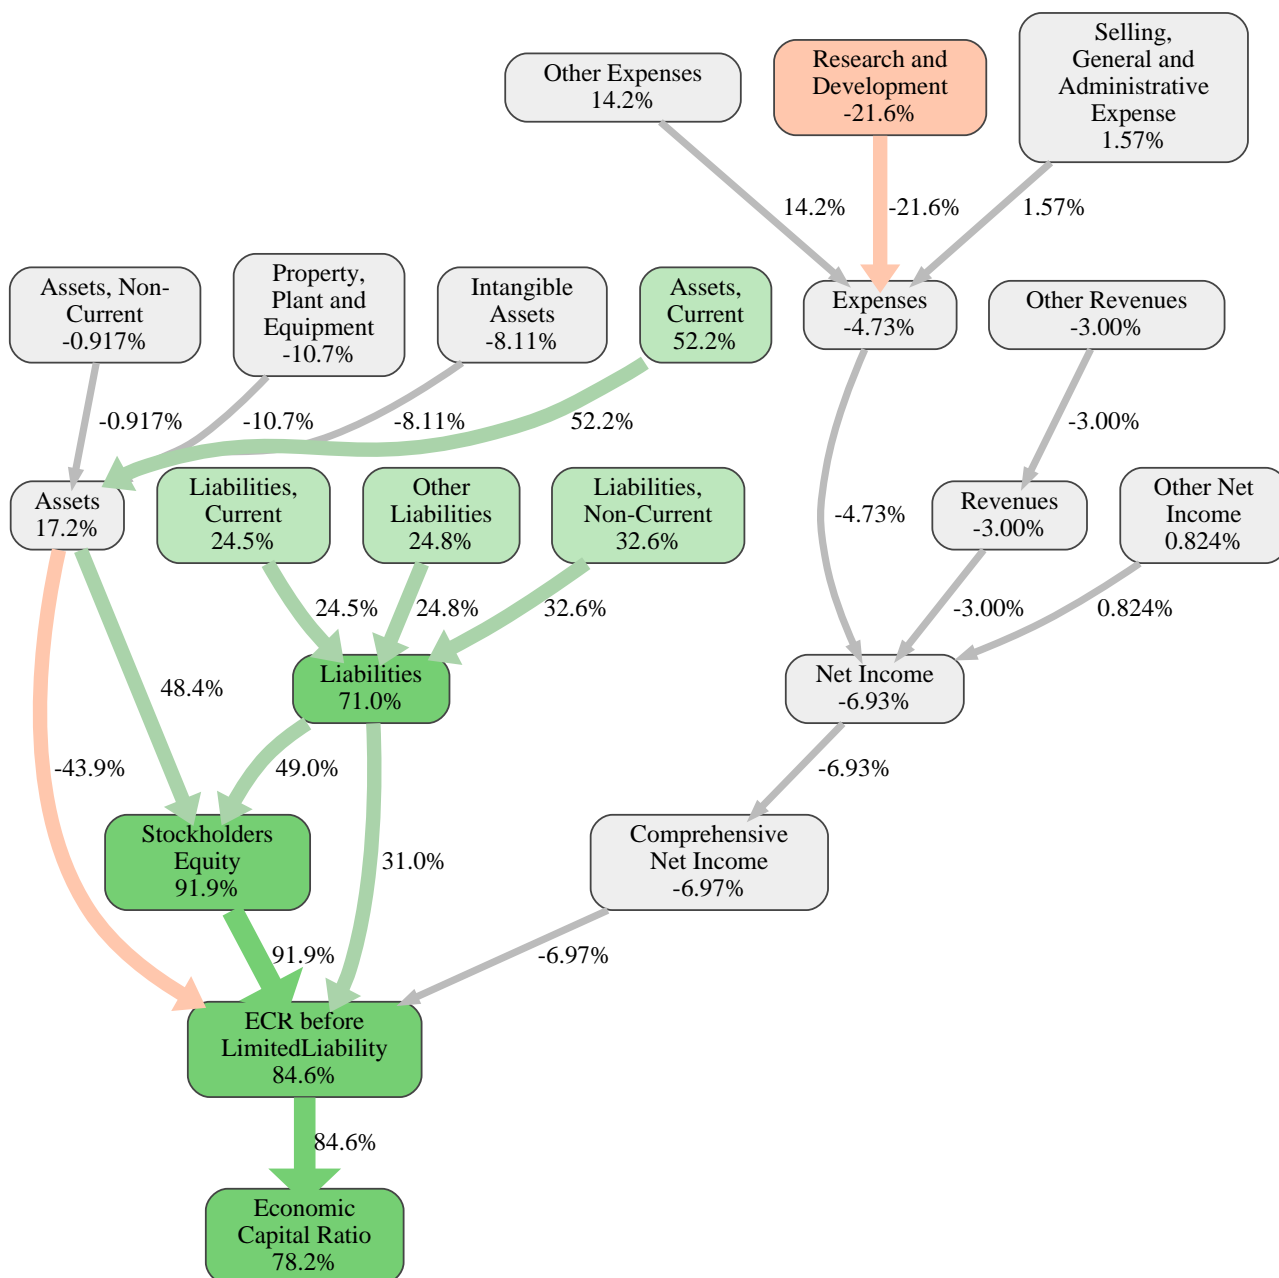 Selling,
General and
Administrative
Expense
1.57%
Research and
Development
-21.6%
Other Expenses
14.2%
14.2%
-21.6%
1.57%
Assets, Non-
Current
-0.917%
Property,
Plant and
Equipment
-10.7%
Intangible
Assets
-8.11%
Assets,
Current
52.2%
Expenses
-4.73%
Other Revenues
-3.00%
-0.917%
-10.7%
-8.11%
52.2%
-3.00%
Assets
17.2%
Liabilities,
Current
24.5%
Other
Liabilities
24.8%
Liabilities,
Non-Current
32.6%
-4.73%
Revenues
-3.00%
Other Net
Income
0.824%
24.5%
24.8%
32.6%
-3.00%
0.824%
48.4%
Liabilities
71.0%
Net Income
-6.93%
-43.9%
49.0%
-6.93%
Stockholders
Equity
91.9%
31.0%
Comprehensive
Net Income
-6.97%
91.9%
-6.97%
ECR before
LimitedLiability
84.6%
84.6%
Economic
Capital Ratio
78.2%